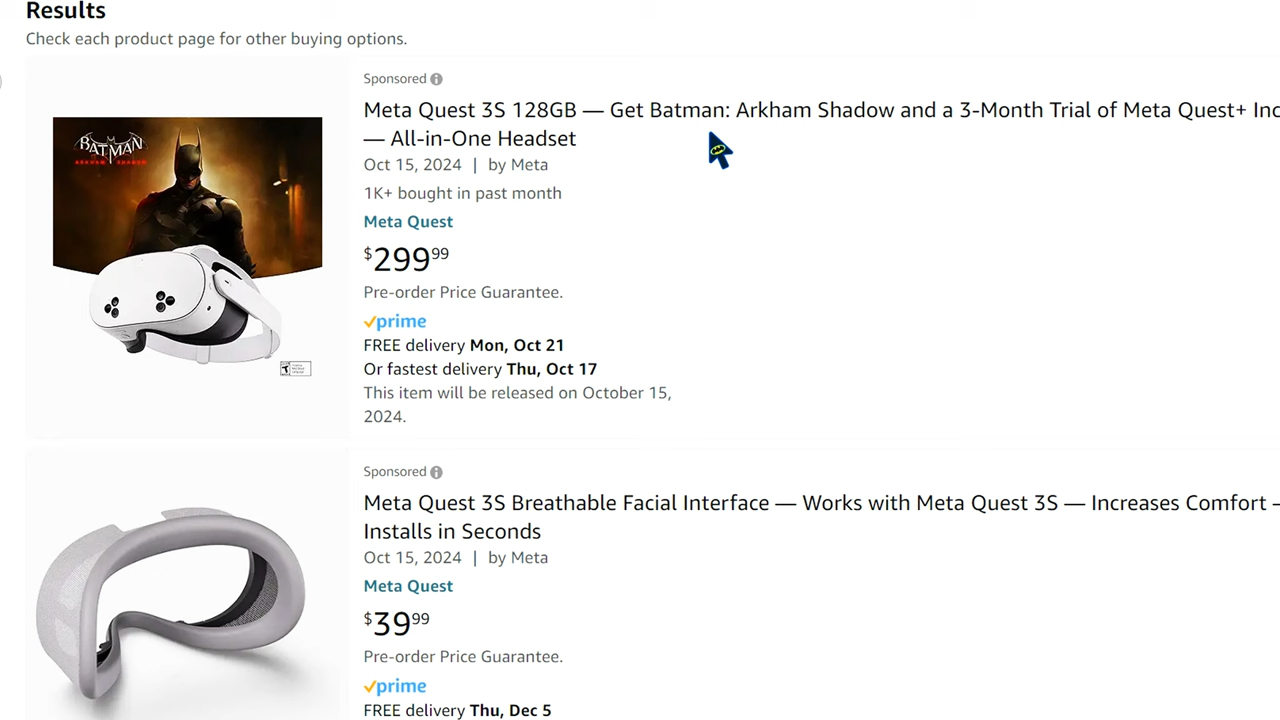 Results
Check each product page for other buying options.
BATMAN
ARKHAM SHADOW
Sponsored
Meta Quest 3S 128GB — Get Batman: Arkham Shadow and a 3-Month Trial of Meta Quest+ Inc
— All-in-One Headset
Oct 15, 2024 | by Meta
1K+ bought in past month
Meta Quest
$299.99
Pre-order Price Guarantee.
prime
FREE delivery Mon, Oct 21
Or fastest delivery Thu, Oct 17
This item will be released on October 15,
2024.
Sponsored
Meta Quest 3S Breathable Facial Interface — Works with Meta Quest 3S — Increases Comfort –
Installs in Seconds
Oct 15, 2024 | by Meta
Meta Quest
$39.99
Pre-order Price Guarantee.
prime
FREE delivery Thu, Dec 5